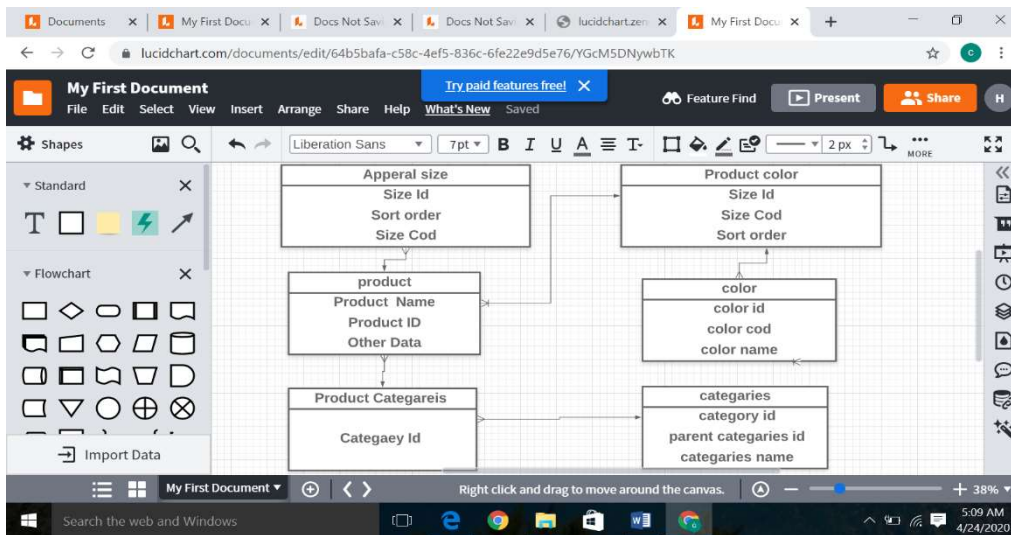 Documents
My First Docu
Docs Not Savi
Docs Not Savi
lucidchart.zen
My First Docu
lucidchart.com/documents/edit/64b5bafa-c58c-4ef5-836c-6fe22e9d5e76/YGcM5DNywbTK
c
My First Document
Try paid features free!
File Edit Select View Insert Arrange Share Help What's New Saved
Feature Find
Present
Share
H
Shapes
Liberation Sans
7pt
B I U A T
2 px
MORE
Standard
T
Flowchart
Import Data
Apperal size
Size Id
Sort order
Size Cod
Product color
Size Id
Size Cod
Sort order
product
Product Name
Product ID
Other Data
color
color id
color cod
color name
Product Categareis
Categaey Id
categaries
category id
parent categaries id
categaries name
My First Document
Right click and drag to move around the canvas.
38%
Search the web and Windows
5:09 AM
4/24/2020